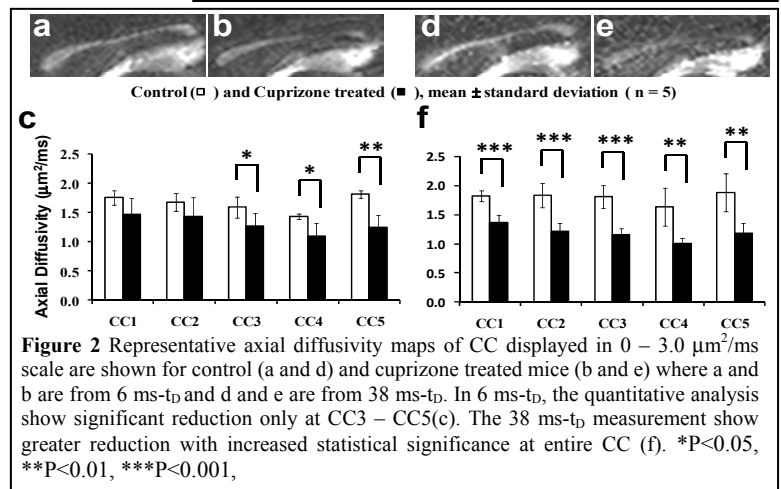 a b d e
Control (□ ) and Cuprizone treated (■ ), mean ± standard deviation ( n = 5)
c f
* * ** *** *** *** ** **
2.5 2.5
2.0 2.0
1.5 1.5
1.0 1.0
0.5 0.5
0.0 0.0
Axial Diffusivity (μm²/ms)
CC1 CC2 CC3 CC4 CC5 CC1 CC2 CC3 CC4 CC5
Figure 2 Representative axial diffusivity maps of CC displayed in 0 – 3.0 μm²/ms
scale are shown for control (a and d) and cuprizone treated mice (b and e) where a and
b are from 6 ms-t_D and d and e are from 38 ms-t_D. In 6 ms-t_D, the quantitative analysis
show significant reduction only at CC3 – CC5(c). The 38 ms-t_D measurement show
greater reduction with increased statistical significance at entire CC (f). *P<0.05,
**P<0.01, ***P<0.001,